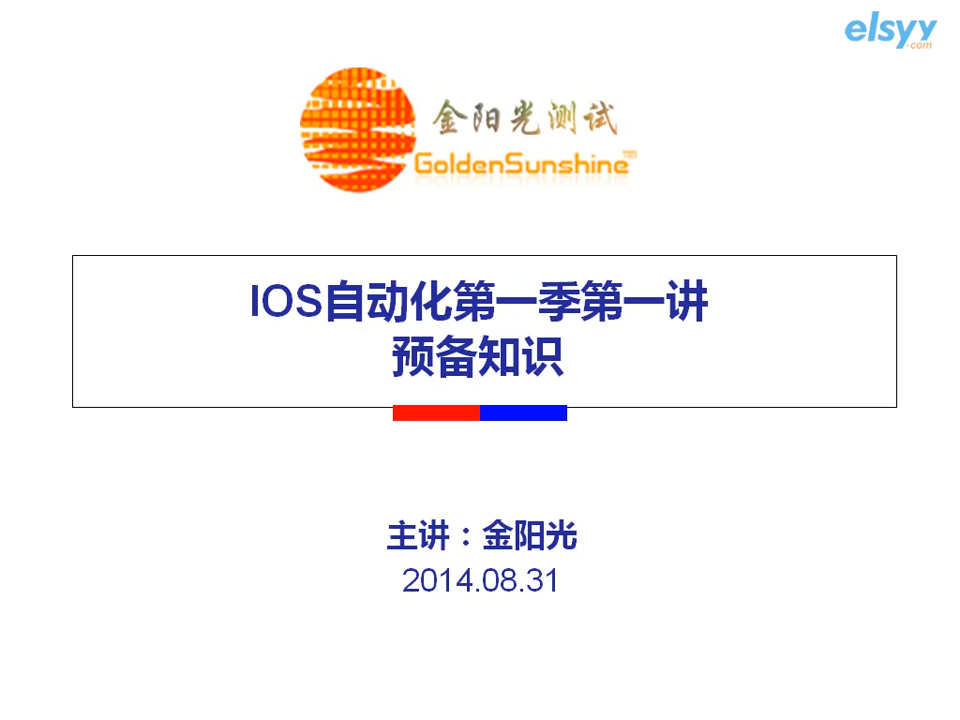 elsyy
.com
金阳光测试
GoldenSunshine
IOS自动化第一季第一讲
预备知识
主讲：金阳光
2014.08.31